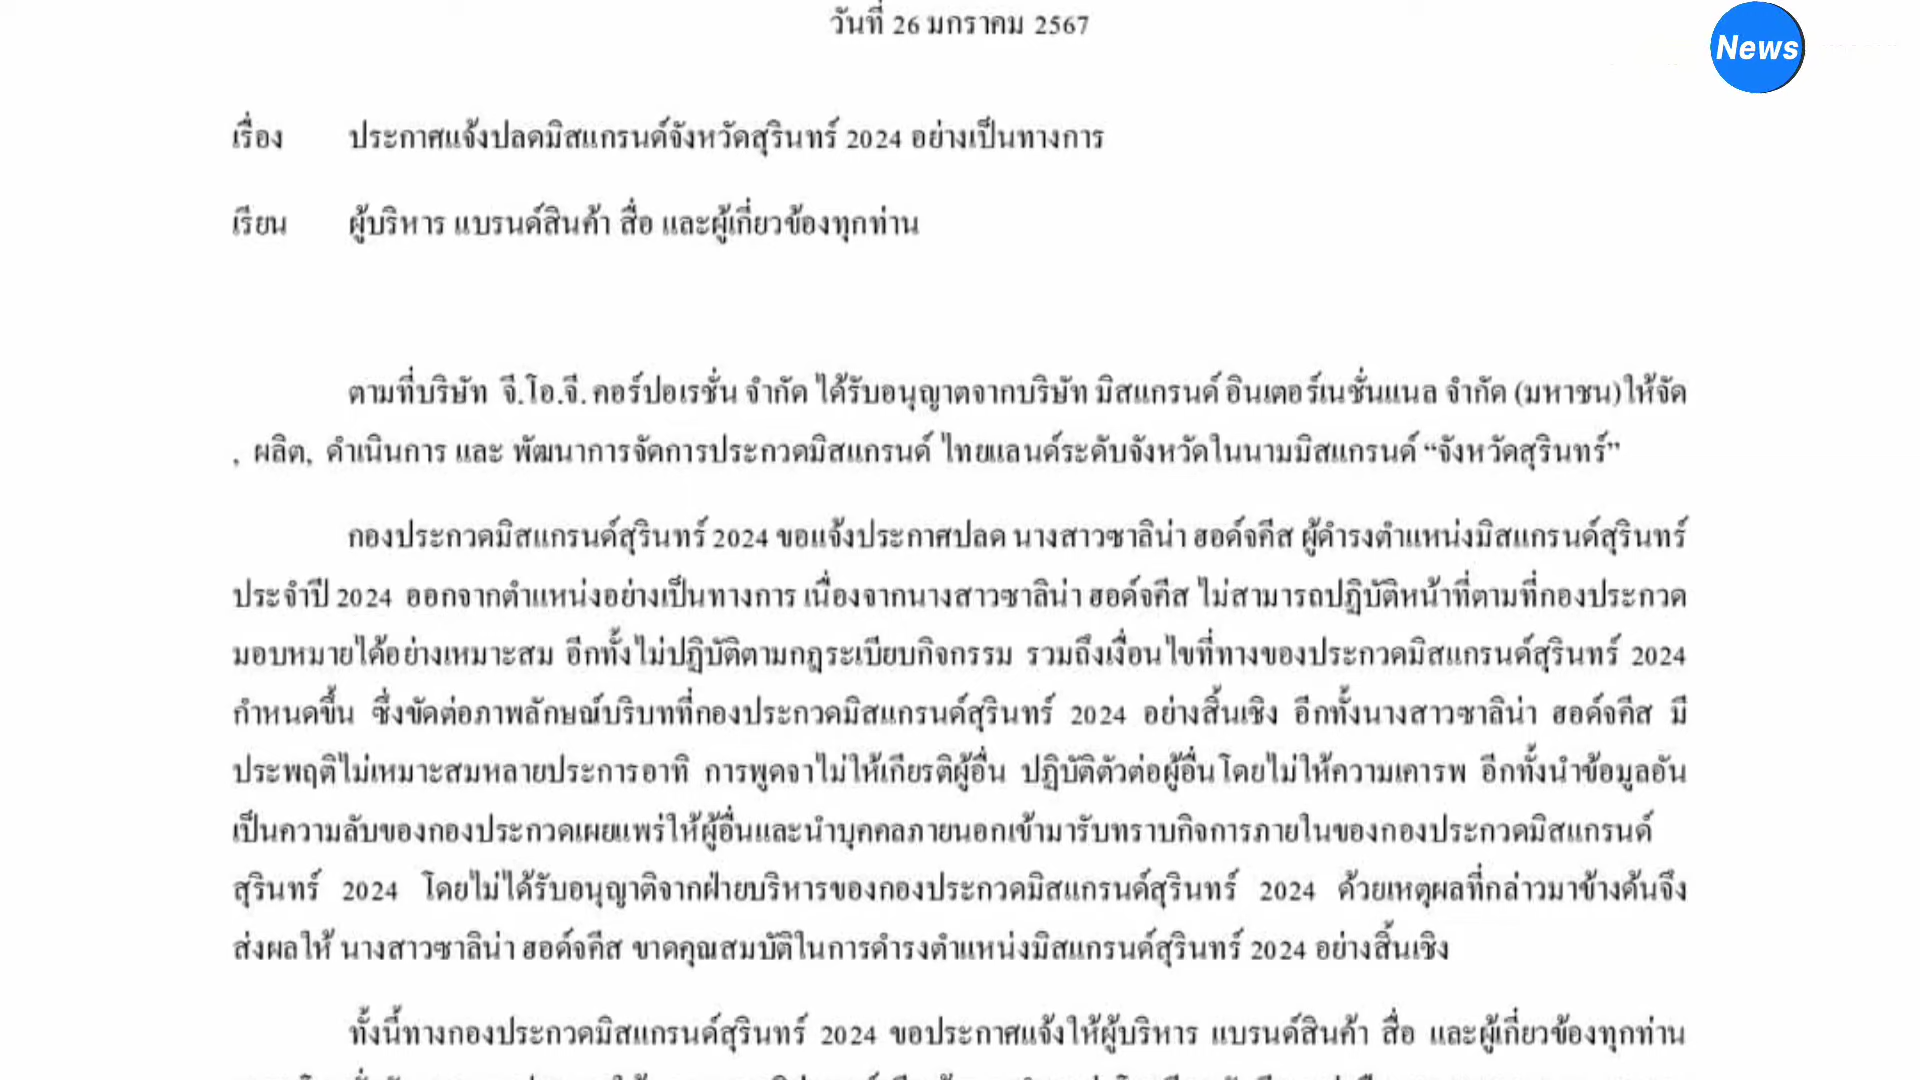 วันที่ 26 มกราคม 2567
News
เรื่อง ประกาศแจ้งปลดมิสแกรนด์จังหวัดสุรินทร์ 2024 อย่างเป็นทางการ
เรียน ผู้บริหาร แบรนด์สินค้า สื่อ และผู้เกี่ยวข้องทุกท่าน
ตามที่บริษัท จี.โอ.จี. คอร์ปอเรชั่น จำกัด ได้รับอนุญาตจากบริษัท มิสแกรนด์ อินเตอร์เนชั่นแนล จำกัด (มหาชน)ให้จัด
, ผลิต, ดำเนินการ และ พัฒนาการจัดการประกวดมิสแกรนด์ ไทยแลนด์ระดับจังหวัดในนามมิสแกรนด์ “จังหวัดสุรินทร์”
กองประกวดมิสแกรนด์สุรินทร์ 2024 ขอแจ้งประกาศปลด นางสาวซาลิน่า ฮอด์จคีส ผู้ดำรงตำแหน่งมิสแกรนด์สุรินทร์
ประจำปี 2024 ออกจากตำแหน่งอย่างเป็นทางการ เนื่องจากนางสาวซาลิน่า ฮอด์จคีส ไม่สามารถปฏิบัติหน้าที่ตามที่กองประกวด
มอบหมายได้อย่างเหมาะสม อีกทั้งไม่ปฏิบัติตามกฎระเบียบกิจกรรม รวมถึงเงื่อนไขที่ทางของประกวดมิสแกรนด์สุรินทร์ 2024
กำหนดขึ้น ซึ่งขัดต่อภาพลักษณ์บริบทที่กองประกวดมิสแกรนด์สุรินทร์ 2024 อย่างสิ้นเชิง อีกทั้งนางสาวซาลิน่า ฮอด์จคีส มี
ประพฤติไม่เหมาะสมหลายประการอาทิ การพูดจาไม่ให้เกียรติผู้อื่น ปฏิบัติตัวต่อผู้อื่นโดยไม่ให้ความเคารพ อีกทั้งนำข้อมูลอัน
เป็นความลับของกองประกวดเผยแพร่ให้ผู้อื่นและนำบุคคลภายนอกเข้ามารับทราบกิจการภายในของกองประกวดมิสแกรนด์
สุรินทร์ 2024 โดยไม่ได้รับอนุญาติจากฝ่ายบริหารของกองประกวดมิสแกรนด์สุรินทร์ 2024 ด้วยเหตุผลที่กล่าวมาข้างต้นจึง
ส่งผลให้ นางสาวซาลิน่า ฮอด์จคีส ขาดคุณสมบัติในการดำรงตำแหน่งมิสแกรนด์สุรินทร์ 2024 อย่างสิ้นเชิง
ทั้งนี้ทางกองประกวดมิสแกรนด์สุรินทร์ 2024 ขอประกาศแจ้งให้ผู้บริหาร แบรนด์สินค้า สื่อ และผู้เกี่ยวข้องทุกท่าน